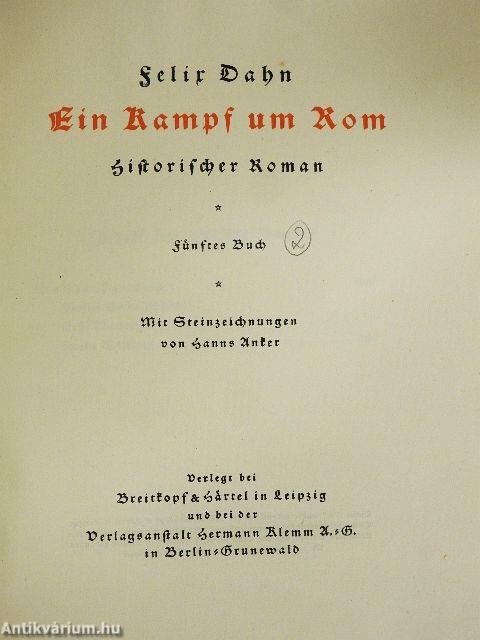 Felix Dahn
Ein Kampf um Rom
Historischer Roman
Fünftes Buch
2
Mit Steinzeichnungen
von Hanns Anker
Verlegt bei
Breitkopf & Härtel in Leipzig
und bei der
Verlagsanstalt Hermann Klemm A.-G.
in Berlin-Grunewald
Antikvárium.hu